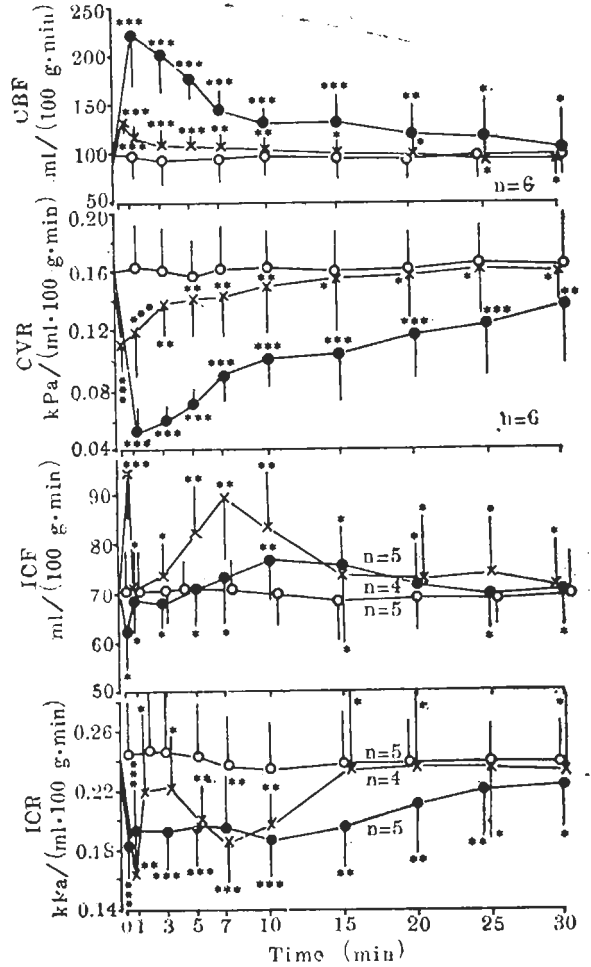 CBF
ml/(100 g·min)
250
200
150
100
50
n=6
CVR
kPa/(ml·100 g·min)
0.20
0.16
0.12
0.08
0.04
n=6
ICF
ml/(100 g·min)
90
80
70
60
50
n=5
n=4
n=5
ICR
kka/(ml·100 g·min)
0.26
0.22
0.18
0.14
n=5
n=4
n=5
0 1 3 5 7 10 15 20 25 30
Time (min)